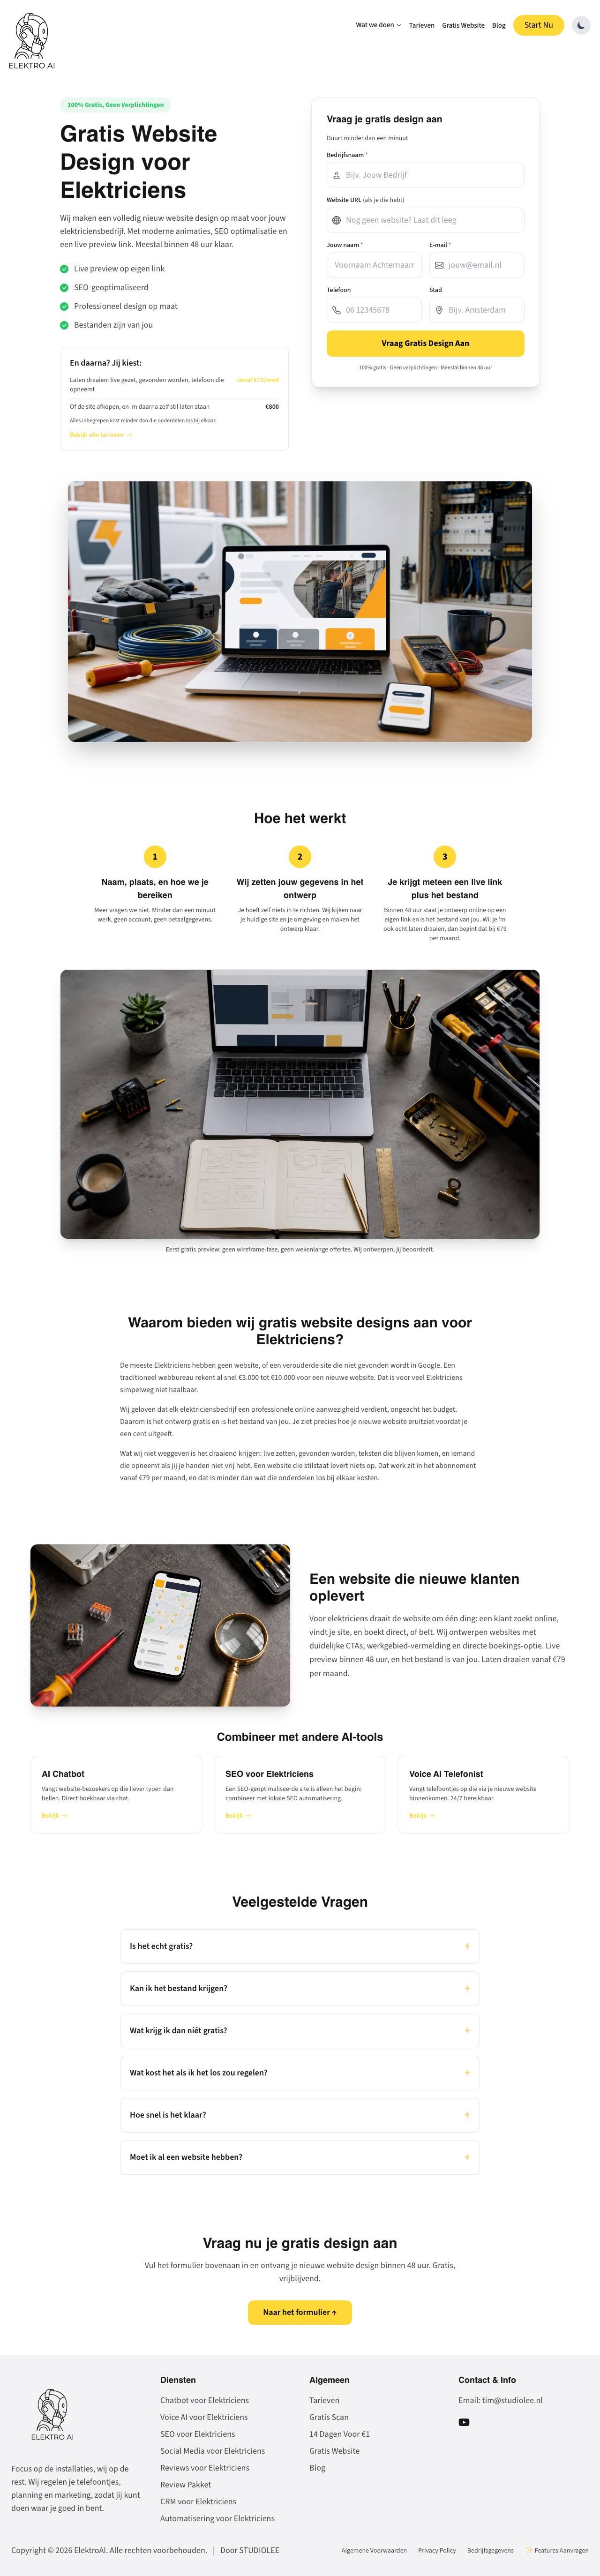 ELEKTRO AI
Wat we doen
Tarieven
Gratis Website
Blog
Start Nu
100% Gratis, Geen Verplichtingen
Gratis Website
Design voor
Elektriciens
Wij maken een volledig nieuw website design op maat voor jouw
elektriciensbedrijf. Met moderne animaties, SEO optimalisatie en
een live preview link. Meestal binnen 48 uur klaar.
Live preview op eigen link
SEO-geoptimaliseerd
Professioneel design op maat
Bestanden zijn van jou
En daarna? Jij kiest:
Laten draaien: live gezet, gevonden worden, telefoon die
opneemt
vanaf €79/mnd
Of de site afkopen, en 'm daarna zelf stil laten staan
€800
Alles inbegrepen kost minder dan die onderdelen los bij elkaar.
Bekijk alle tarieven →
Vraag je gratis design aan
Duurt minder dan een minuut
Bedrijfsnaam *
Bijv. Jouw Bedrijf
Website URL (als je die hebt)
Nog geen website? Laat dit leeg
Jouw naam *
E-mail *
Voornaam Achternaam
jouw@email.nl
Telefoon
Stad
06 12345678
Bijv. Amsterdam
Vraag Gratis Design Aan
100% gratis · Geen verplichtingen · Meestal binnen 48 uur
Hoe het werkt
1
Naam, plaats, en hoe we je
bereiken
Meer vragen we niet. Minder dan een minuut
werk, geen account, geen betaalgegevens.
2
Wij zetten jouw gegevens in het
ontwerp
Je hoeft zelf niets in te richten. Wij kijken naar
je huidige site en je omgeving en maken het
ontwerp klaar.
3
Je krijgt meteen een live link
plus het bestand
Binnen 48 uur staat je ontwerp online op een
eigen link en is het bestand van jou. Wil je 'm
ook echt laten draaien, dan begint dat bij €79
per maand.
Eerst gratis preview: geen wireframe-fase, geen wekenlange offertes. Wij ontwerpen, jij beoordeelt.
Waarom bieden wij gratis website designs aan voor
Elektriciens?
De meeste Elektriciens hebben geen website, of een verouderde site die niet gevonden wordt in Google. Een
traditioneel webbureau rekent al snel €3.000 tot €10.000 voor een nieuwe website. Dat is voor veel Elektriciens
simpelweg niet haalbaar.
Wij geloven dat elk elektriciensbedrijf een professionele online aanwezigheid verdient, ongeacht het budget.
Daarom is het ontwerp gratis en is het bestand van jou. Je ziet precies hoe je nieuwe website eruitziet voordat je
een cent uitgeeft.
Wat wij niet weggeven is het draaiend krijgen: live zetten, gevonden worden, teksten die blijven komen, en iemand
die opneemt als jij je handen niet vrij hebt. Een website die stilstaat levert niets op. Dat werk zit in het abonnement
vanaf €79 per maand, en dat is minder dan wat die onderdelen los bij elkaar kosten.
Een website die nieuwe klanten
oplevert
Voor elektriciens draait de website om één ding: een klant zoekt online,
vindt je site, en boekt direct, of belt. Wij ontwerpen websites met
duidelijke CTAs, werkgebied-vermelding en directe boekings-optie. Live
preview binnen 48 uur, en het bestand is van jou. Laten draaien vanaf €79
per maand.
Combineer met andere AI-tools
AI Chatbot
Vangt website-bezoekers op die liever typen dan
bellen. Direct boekbaar via chat.
Bekijk →
SEO voor Elektriciens
Een SEO-geoptimaliseerde site is alleen het begin:
combineer met lokale SEO automatisering.
Bekijk →
Voice AI Telefonist
Vangt telefoontjes op die via je nieuwe website
binnenkomen. 24/7 bereikbaar.
Bekijk →
Veelgestelde Vragen
Is het echt gratis? +
Kan ik het bestand krijgen? +
Wat krijg ik dan níét gratis? +
Wat kost het als ik het los zou regelen? +
Hoe snel is het klaar? +
Moet ik al een website hebben? +
Vraag nu je gratis design aan
Vul het formulier bovenaan in en ontvang je nieuwe website design binnen 48 uur. Gratis,
vrijblijvend.
Naar het formulier ↑
ELEKTRO AI
Focus op de installaties, wij op de
rest. Wij regelen je telefoontjes,
planning en marketing, zodat jij kunt
doen waar je goed in bent.
Diensten
Chatbot voor Elektriciens
Voice AI voor Elektriciens
SEO voor Elektriciens
Social Media voor Elektriciens
Reviews voor Elektriciens
Review Pakket
CRM voor Elektriciens
Automatisering voor Elektriciens
Algemeen
Tarieven
Gratis Scan
14 Dagen Voor €1
Gratis Website
Blog
Contact & Info
Email: tim@studiolee.nl
Copyright © 2026 ElektroAI. Alle rechten voorbehouden. | Door STUDIOLEE
Algemene Voorwaarden
Privacy Policy
Bedrijfsgegevens
✨ Features Aanvragen